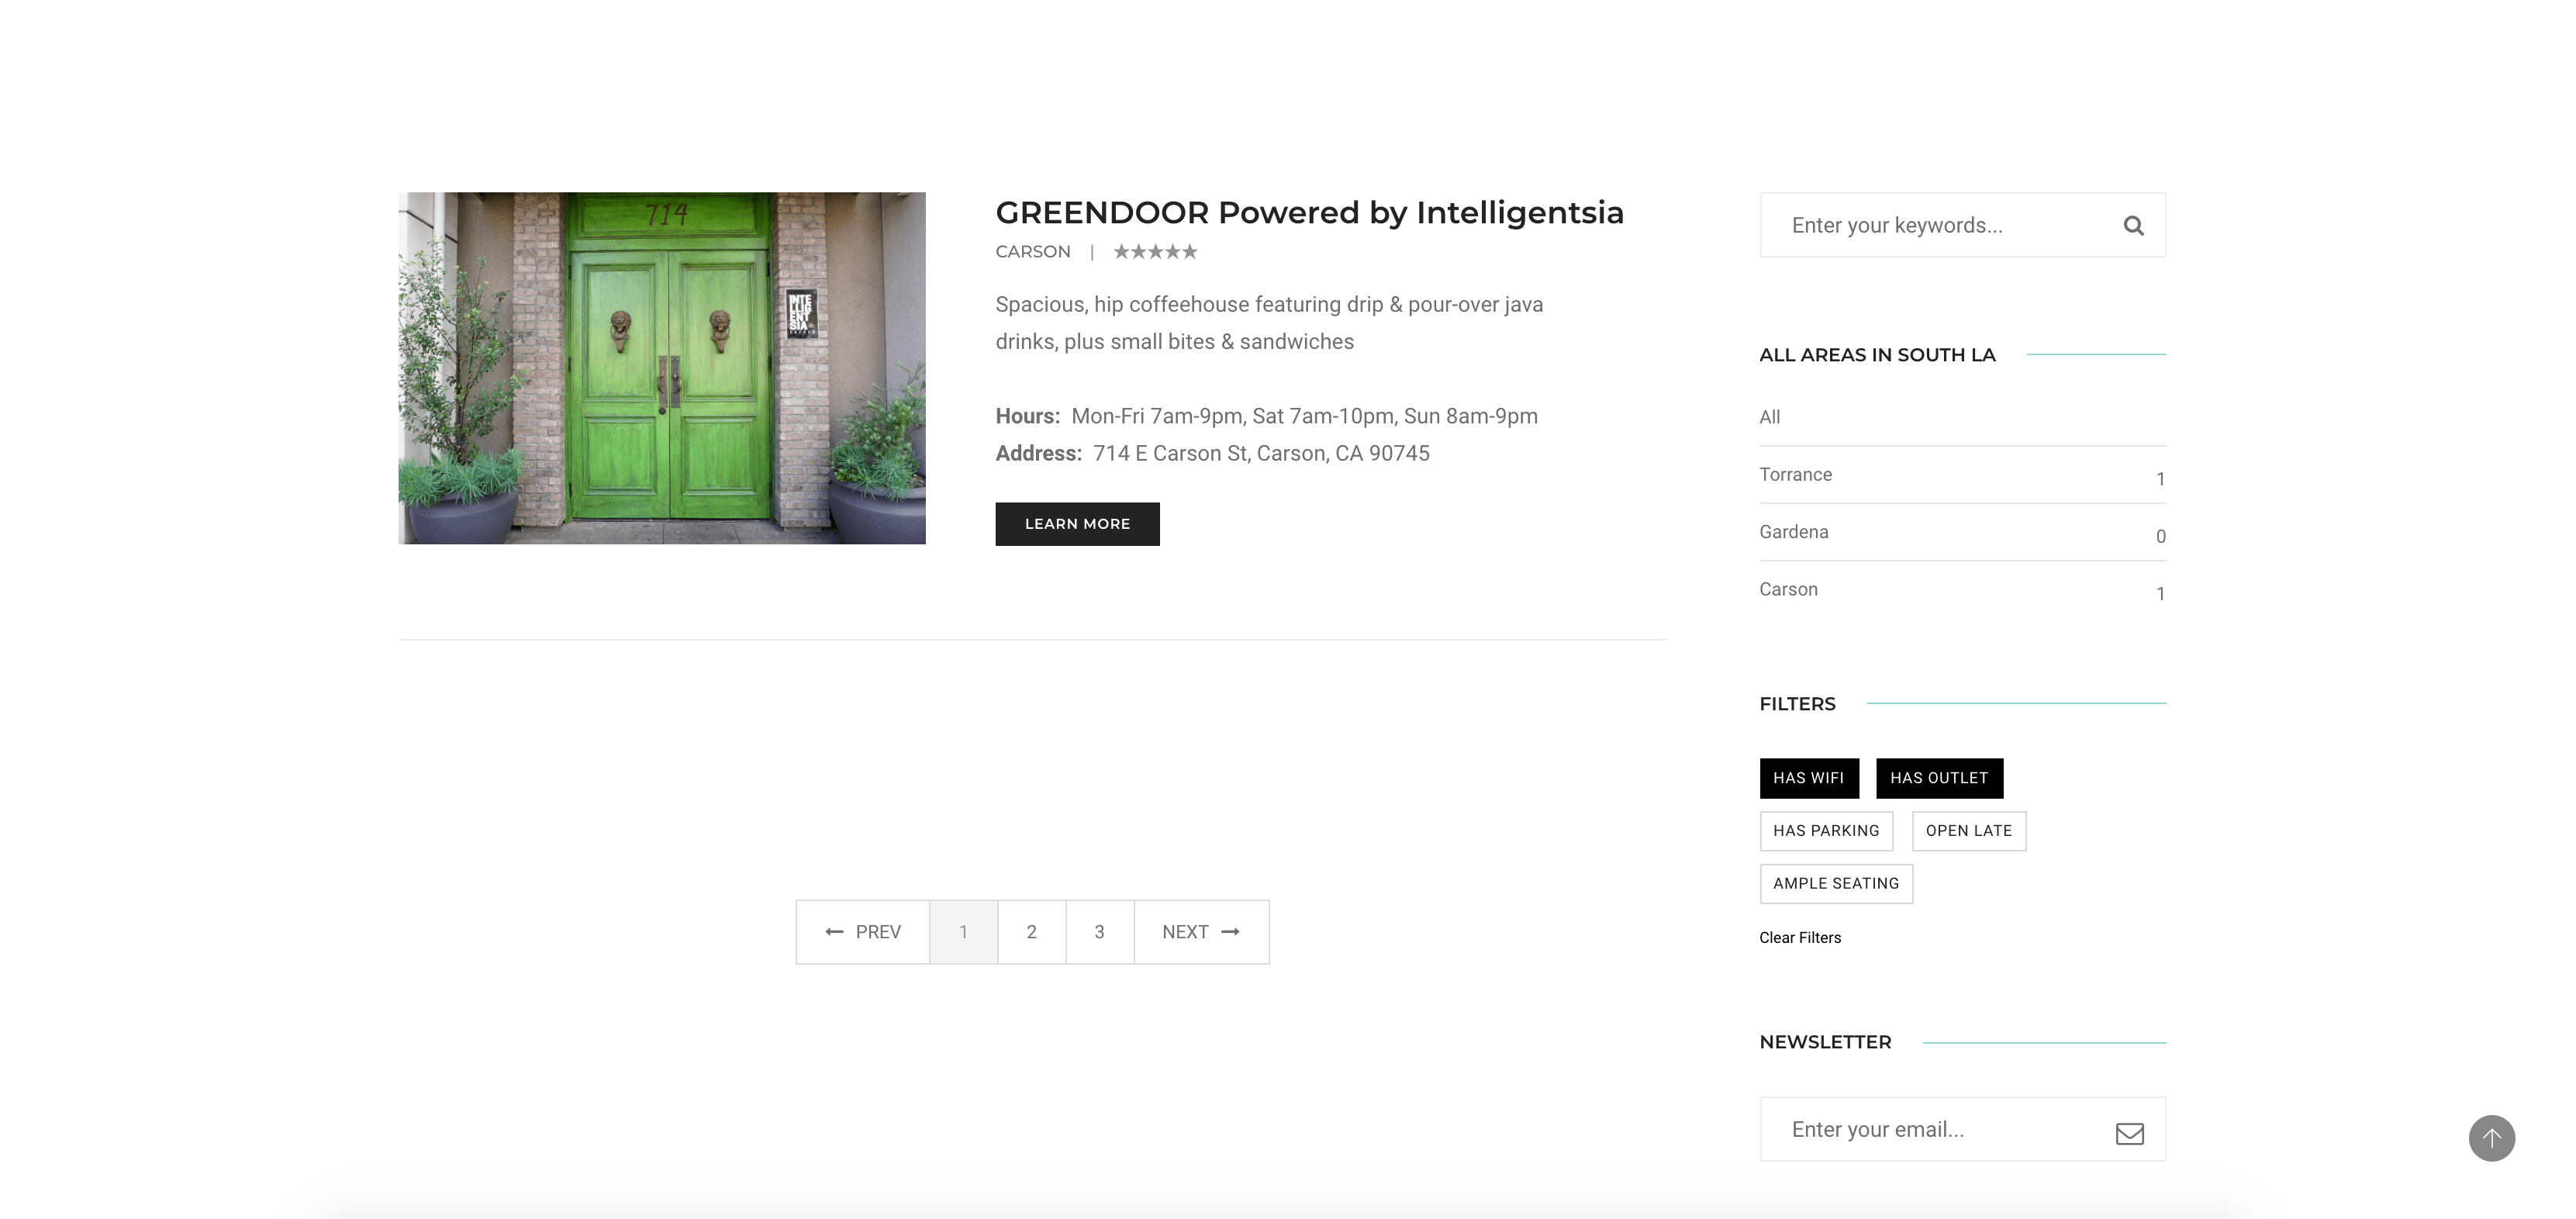 714
INTE
LLIG
ENT
SIA
GREENDOOR Powered by Intelligentsia
CARSON | ★★★★★
Spacious, hip coffeehouse featuring drip & pour-over java
drinks, plus small bites & sandwiches
Hours: Mon-Fri 7am-9pm, Sat 7am-10pm, Sun 8am-9pm
Address: 714 E Carson St, Carson, CA 90745
LEARN MORE
← PREV 1 2 3 NEXT →
Enter your keywords...
ALL AREAS IN SOUTH LA
All
Torrance 1
Gardena 0
Carson 1
FILTERS
HAS WIFI HAS OUTLET
HAS PARKING OPEN LATE
AMPLE SEATING
Clear Filters
NEWSLETTER
Enter your email...